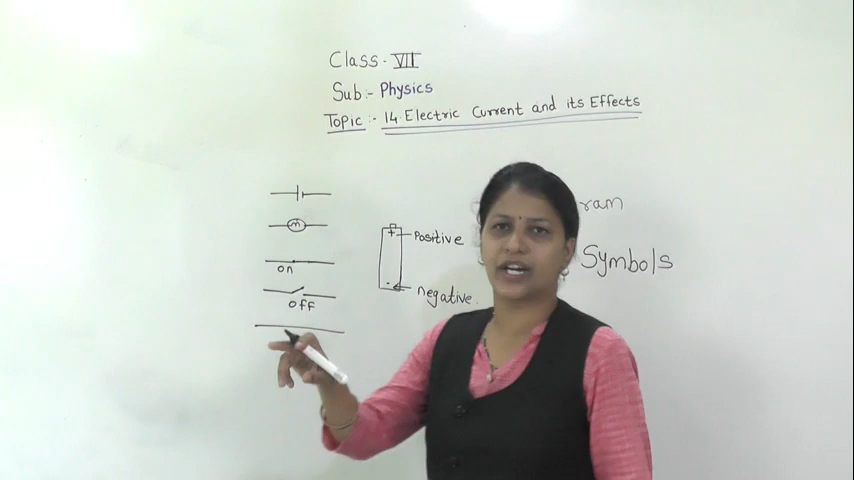 Class - VII
Sub:- Physics
Topic:- 14. Electric Current and its Effects
ram
Symbols
+ Positive
- negative.
on
off